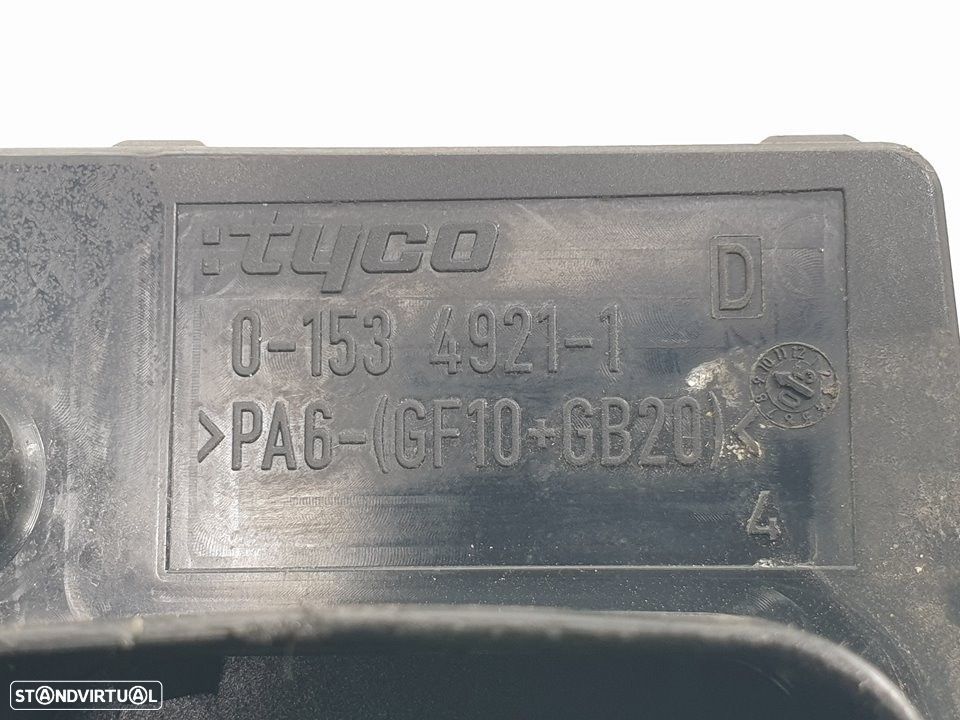 :tyco
D
0-153 4921-1
>PA6-(GF10+GB20)<
4
STANDVIRTUAL